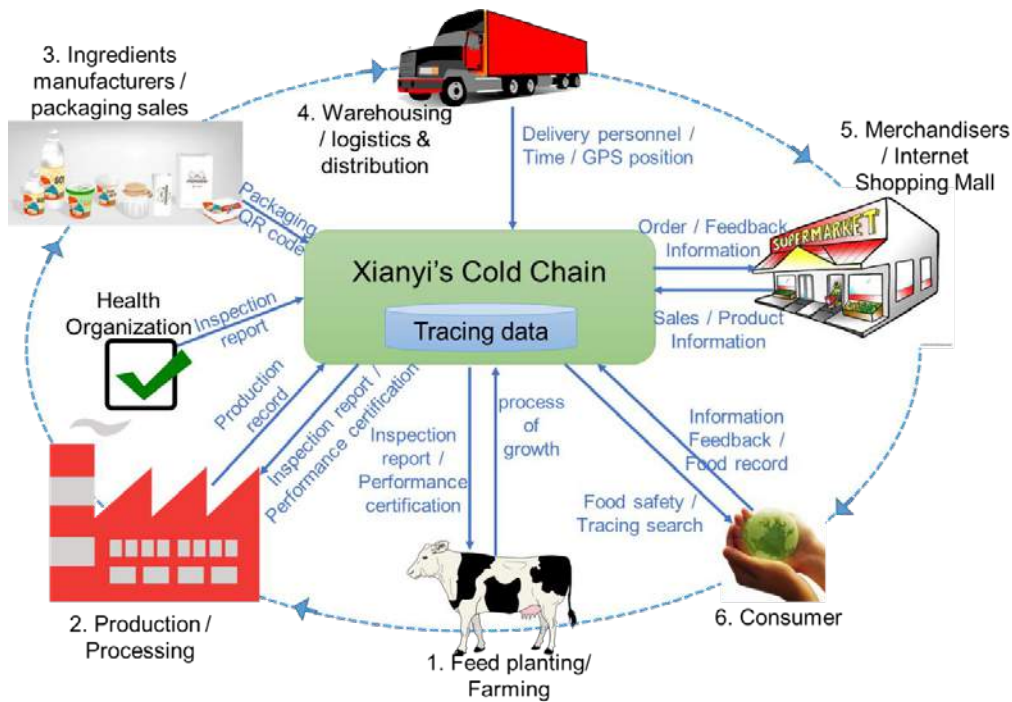 3. Ingredients
manufacturers /
packaging sales
4. Warehousing
/ logistics &
distribution
Delivery personnel /
Time / GPS position
5. Merchandisers
/ Internet
Shopping Mall
SUPERMARKET
Packaging
QR code
Order / Feedback
Information
Xianyi's Cold Chain
Tracing data
Sales / Product
Information
Health
Organization
Inspection
report
Production
record
Inspection report /
Performance certification
Inspection
report /
Performance
certification
process
of
growth
Information
Feedback /
Food record
Food safety /
Tracing search
2. Production /
Processing
1. Feed planting/
Farming
6. Consumer